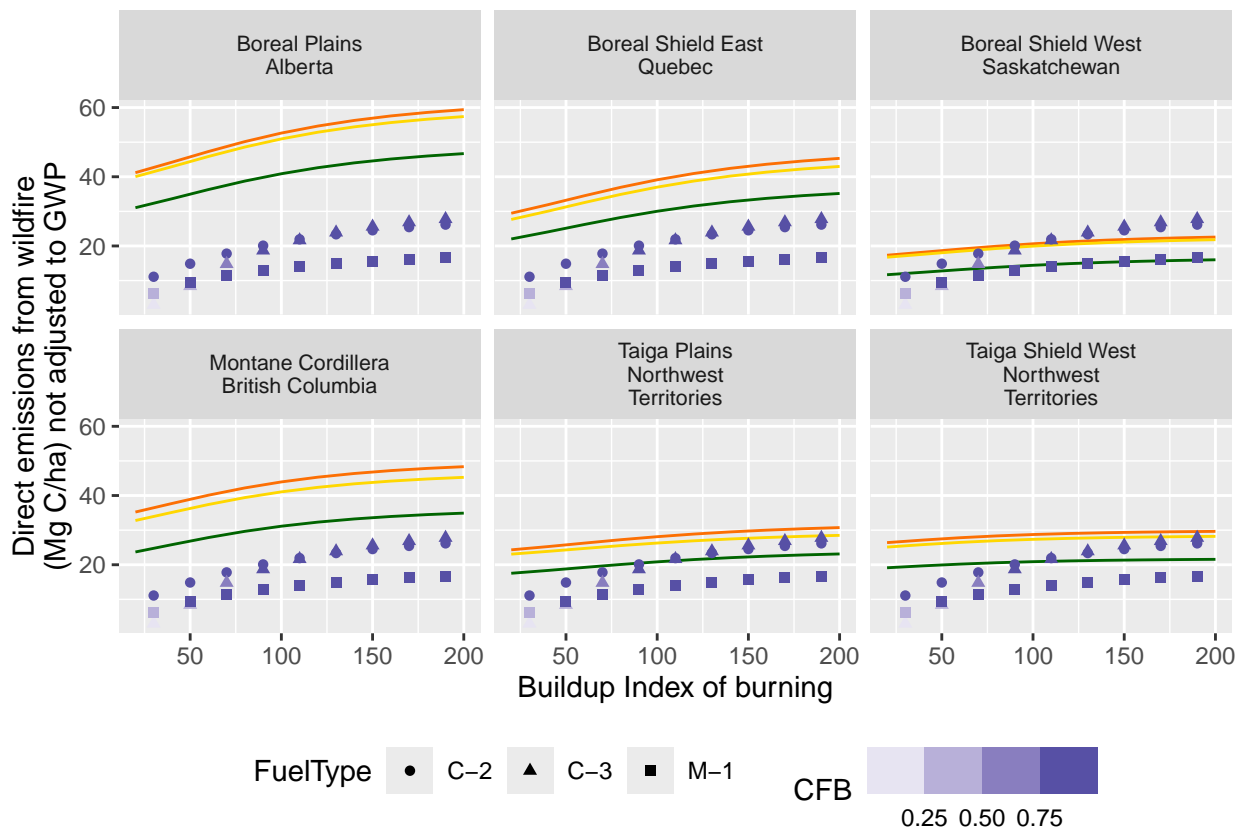 Boreal Plains
Alberta
Boreal Shield East
Quebec
Boreal Shield West
Saskatchewan
60
40
20
Montane Cordillera
British Columbia
Taiga Plains
Northwest
Territories
Taiga Shield West
Northwest
Territories
60
40
20
50 100 150 200
50 100 150 200
50 100 150 200
Direct emissions from wildfire
(Mg C/ha) not adjusted to GWP
Buildup Index of burning
FuelType C−2 C−3 M−1
CFB
0.25 0.50 0.75